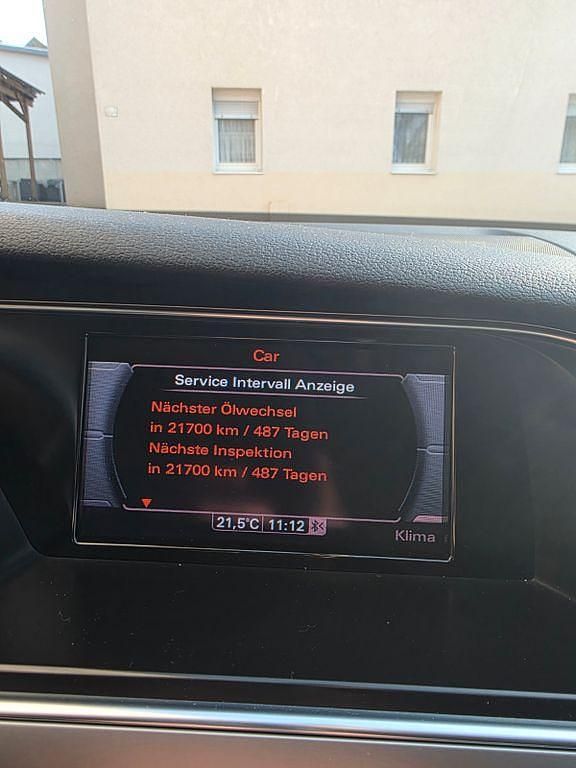 Car
Service Intervall Anzeige
Nächster Ölwechsel
in 21700 km / 487 Tagen
Nächste Inspektion
in 21700 km / 487 Tagen
21,5°C 11:12
Klima